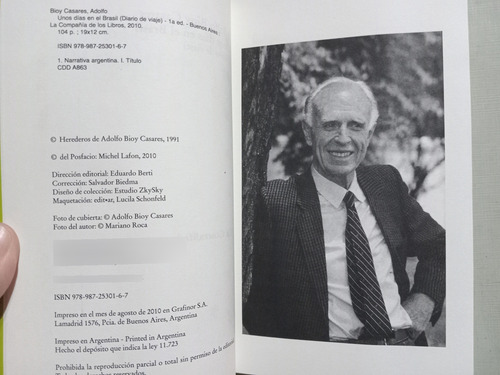 Bioy Casares, Adolfo
Unos días en el Brasil (Diario de viaje) - 1a ed. - Buenos Aires :
La Compañía de los Libros, 2010.
104 p. ; 19x12 cm.
ISBN 978-987-25301-6-7
1. Narrativa argentina. I. Título
CDD A863
© Herederos de Adolfo Bioy Casares, 1991
© del Posfacio: Michel Lafon, 2010
Dirección editorial: Eduardo Berti
Corrección: Salvador Biedma
Diseño de colección: Estudio ZkySky
Maquetación: edit•ar, Lucila Schonfeld
Foto de cubierta: © Adolfo Bioy Casares
Foto del autor: © Mariano Roca
ISBN 978-987-25301-6-7
Impreso en el mes de agosto de 2010 en Grafinor S.A.
Lamadrid 1576, Pcia. de Buenos Aires, Argentina
Impreso en Argentina - Printed in Argentina
Hecho el depósito que indica la ley 11.723
Prohibida la reproducción parcial o total sin permiso de la